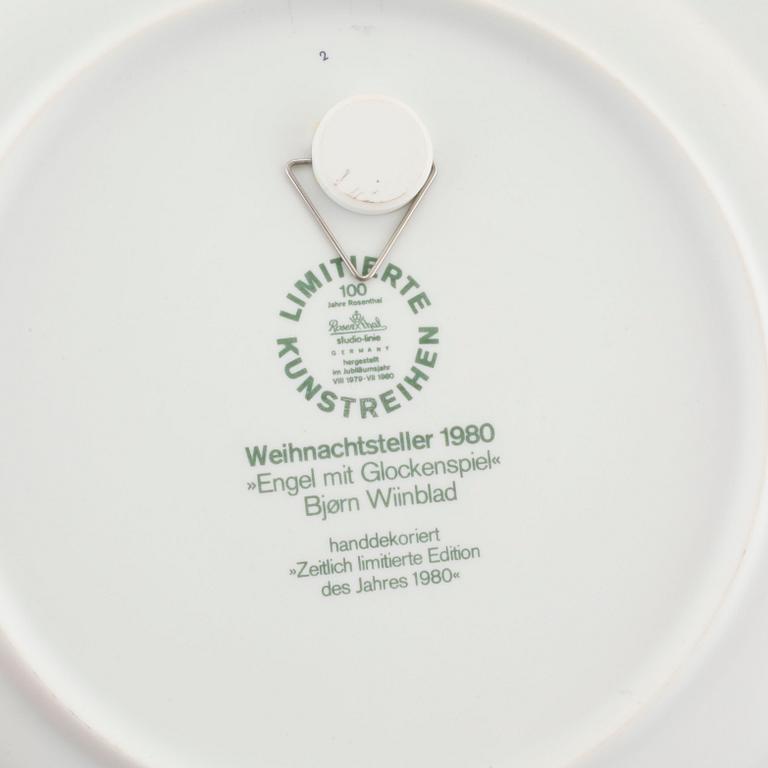 2
LIMITIERTE
100
Jahre Rosenthal
Rosenthal
studio-linie
GERMANY
hergestellt
im Jubiläumsjahr
VIII 1979-VII 1980
KUNSTREIHEN
Weihnachtsteller 1980
»Engel mit Glockenspiel«
Bjørn Wiinblad
handdekoriert
»Zeitlich limitierte Edition
des Jahres 1980«